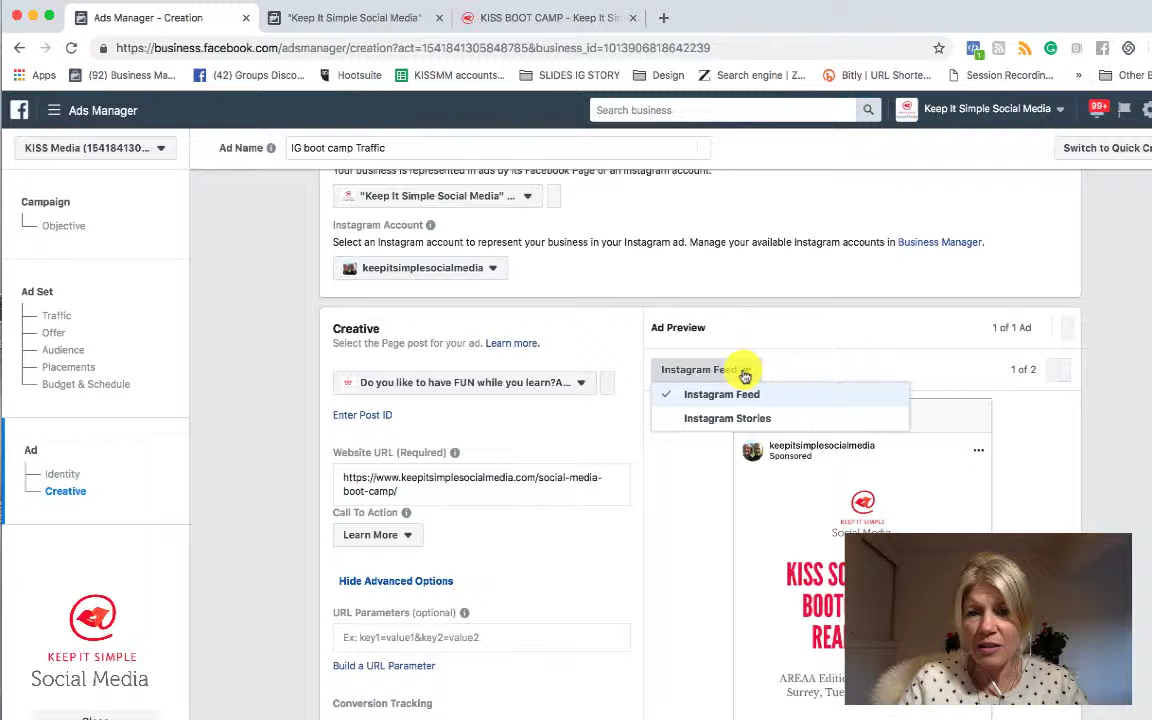 Ads Manager - Creation
"Keep It Simple Social Media"
KISS BOOT CAMP - Keep It Sim
https://business.facebook.com/adsmanager/creation?act=1541841305848785&business_id=1013906818642239
Apps
(92) Business Ma...
(42) Groups Disco...
Hootsuite
KISSMM accounts...
SLIDES IG STORY
Design
Search engine | Z...
Bitly | URL Shorte...
Session Recordin...
»
Other B
Ads Manager
Search business
Keep It Simple Social Media
99+
KISS Media (154184130...
Ad Name
IG boot camp Traffic
Switch to Quick Cr
Your business is represented in ads by its Facebook Page or an Instagram account.
"Keep It Simple Social Media" ...
Instagram Account
Select an Instagram account to represent your business in your Instagram ad. Manage your available Instagram accounts in Business Manager.
keepitsimplesocialmedia
Campaign
Objective
Ad Set
Traffic
Offer
Audience
Placements
Budget & Schedule
Ad
Identity
Creative
KEEP IT SIMPLE
Social Media
Close
Creative
Select the Page post for your ad. Learn more.
Do you like to have FUN while you learn?A...
Enter Post ID
Website URL (Required)
https://www.keepitsimplesocialmedia.com/social-media-
boot-camp/
Call To Action
Learn More
Hide Advanced Options
URL Parameters (optional)
Ex: key1=value1&key2=value2
Build a URL Parameter
Conversion Tracking
Ad Preview
1 of 1 Ad
Instagram Feed
1 of 2
Instagram Feed
Instagram Stories
keepitsimplesocialmedia
Sponsored
KEEP IT SIMPLE
Social Media
KISS SO
BOOT
REA
AREAA Edition
Surrey, Tue